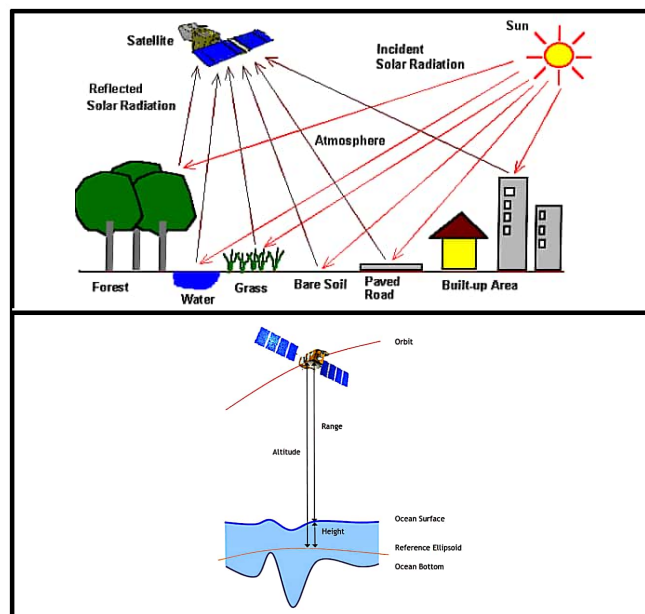 Satellite
Sun
Incident
Solar Radiation
Reflected
Solar Radiation
Atmosphere
Forest
Water
Grass
Bare Soil
Paved
Road
Built-up Area
Orbit
Range
Altitude
Ocean Surface
Height
Reference Ellipsoid
Ocean Bottom